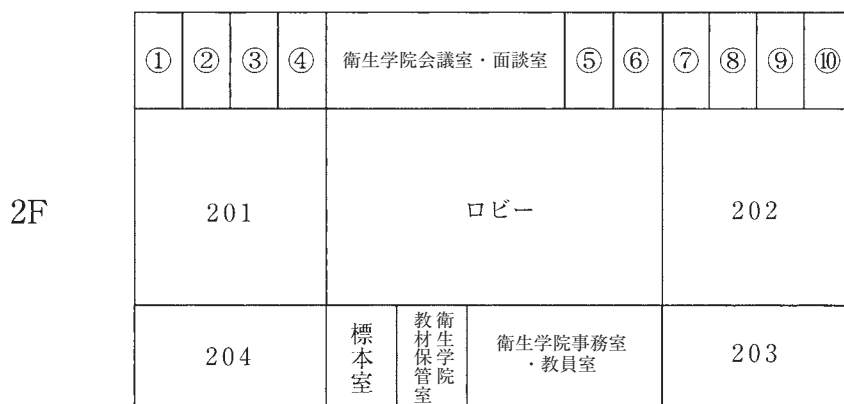 ① ② ③ ④ 衛生学院会議室・面談室 ⑤ ⑥ ⑦ ⑧ ⑨ ⑩
2F
201
ロビー
202
204
標本室
衛生学院
教材保管室
衛生学院事務室
・教員室
203